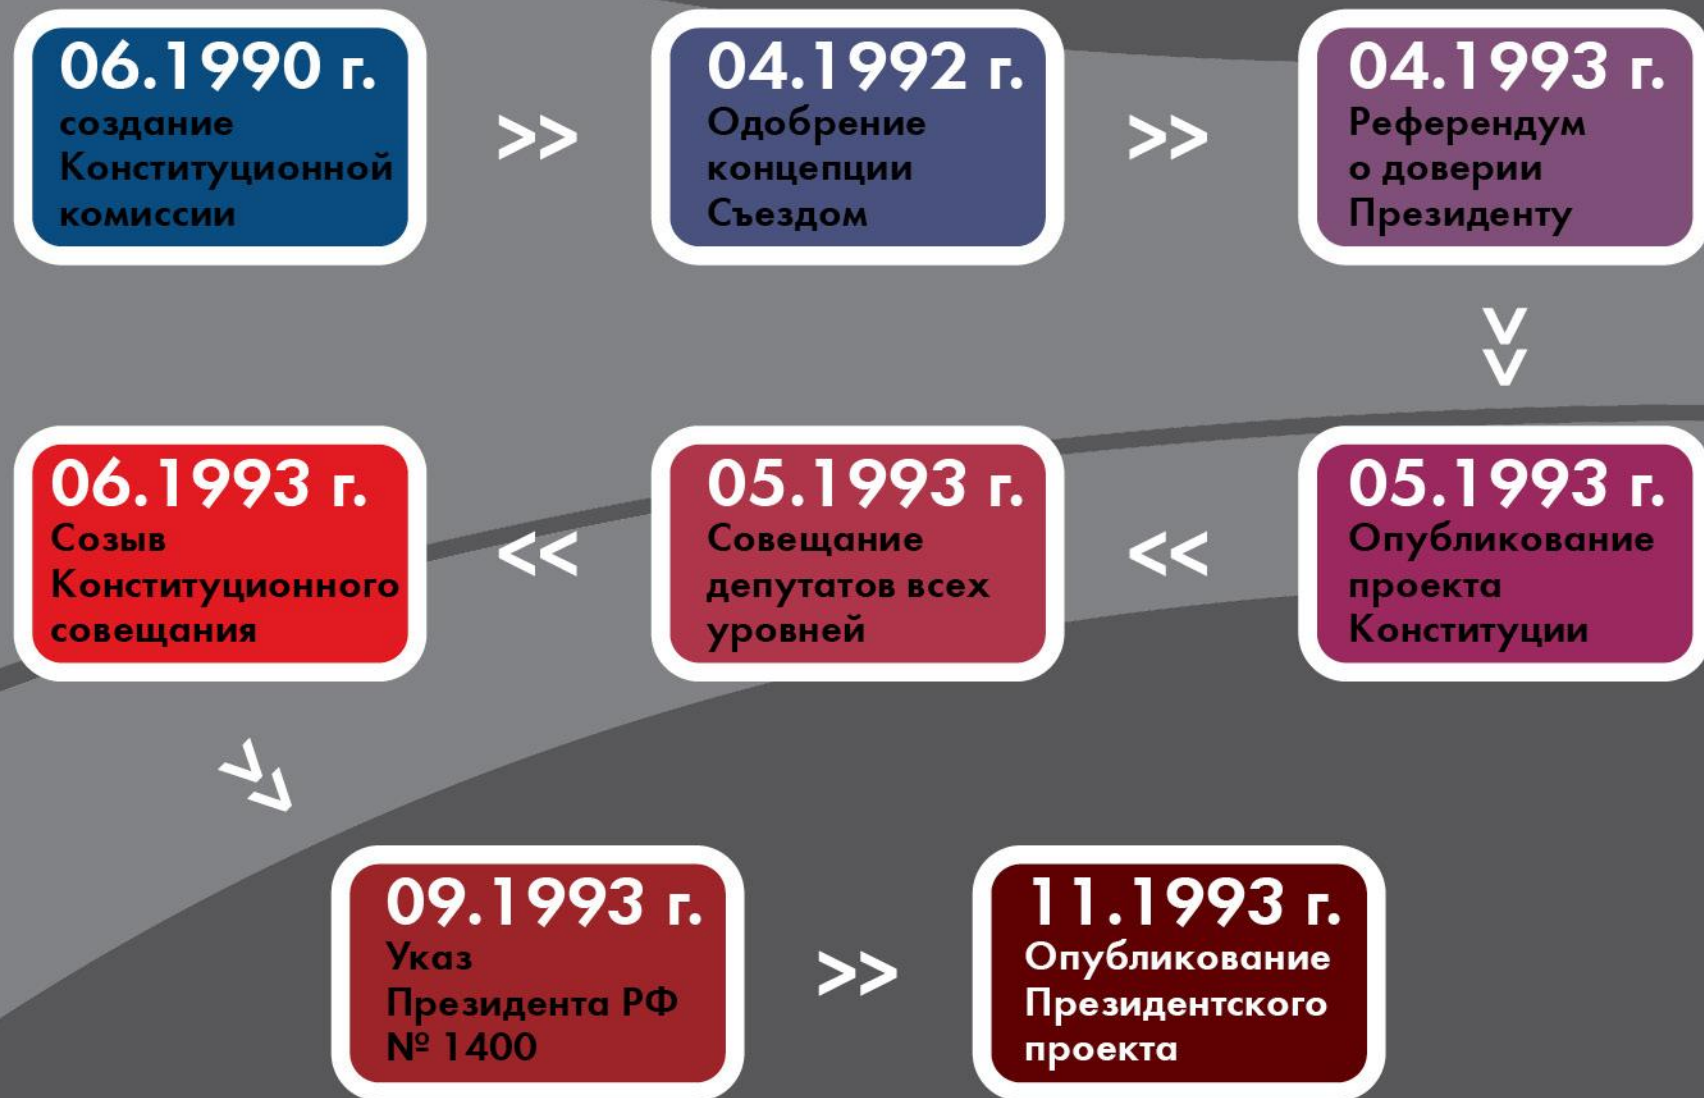 06.1990 г.
создание
Конституционной
комиссии
>>
04.1992 г.
Одобрение
концепции
Съездом
>>
04.1993 г.
Референдум
о доверии
Президенту
>>
05.1993 г.
Опубликование
проекта
Конституции
<<
05.1993 г.
Совещание
депутатов всех
уровней
<<
06.1993 г.
Созыв
Конституционного
совещания
>>
09.1993 г.
Указ
Президента РФ
№ 1400
>>
11.1993 г.
Опубликование
Президентского
проекта